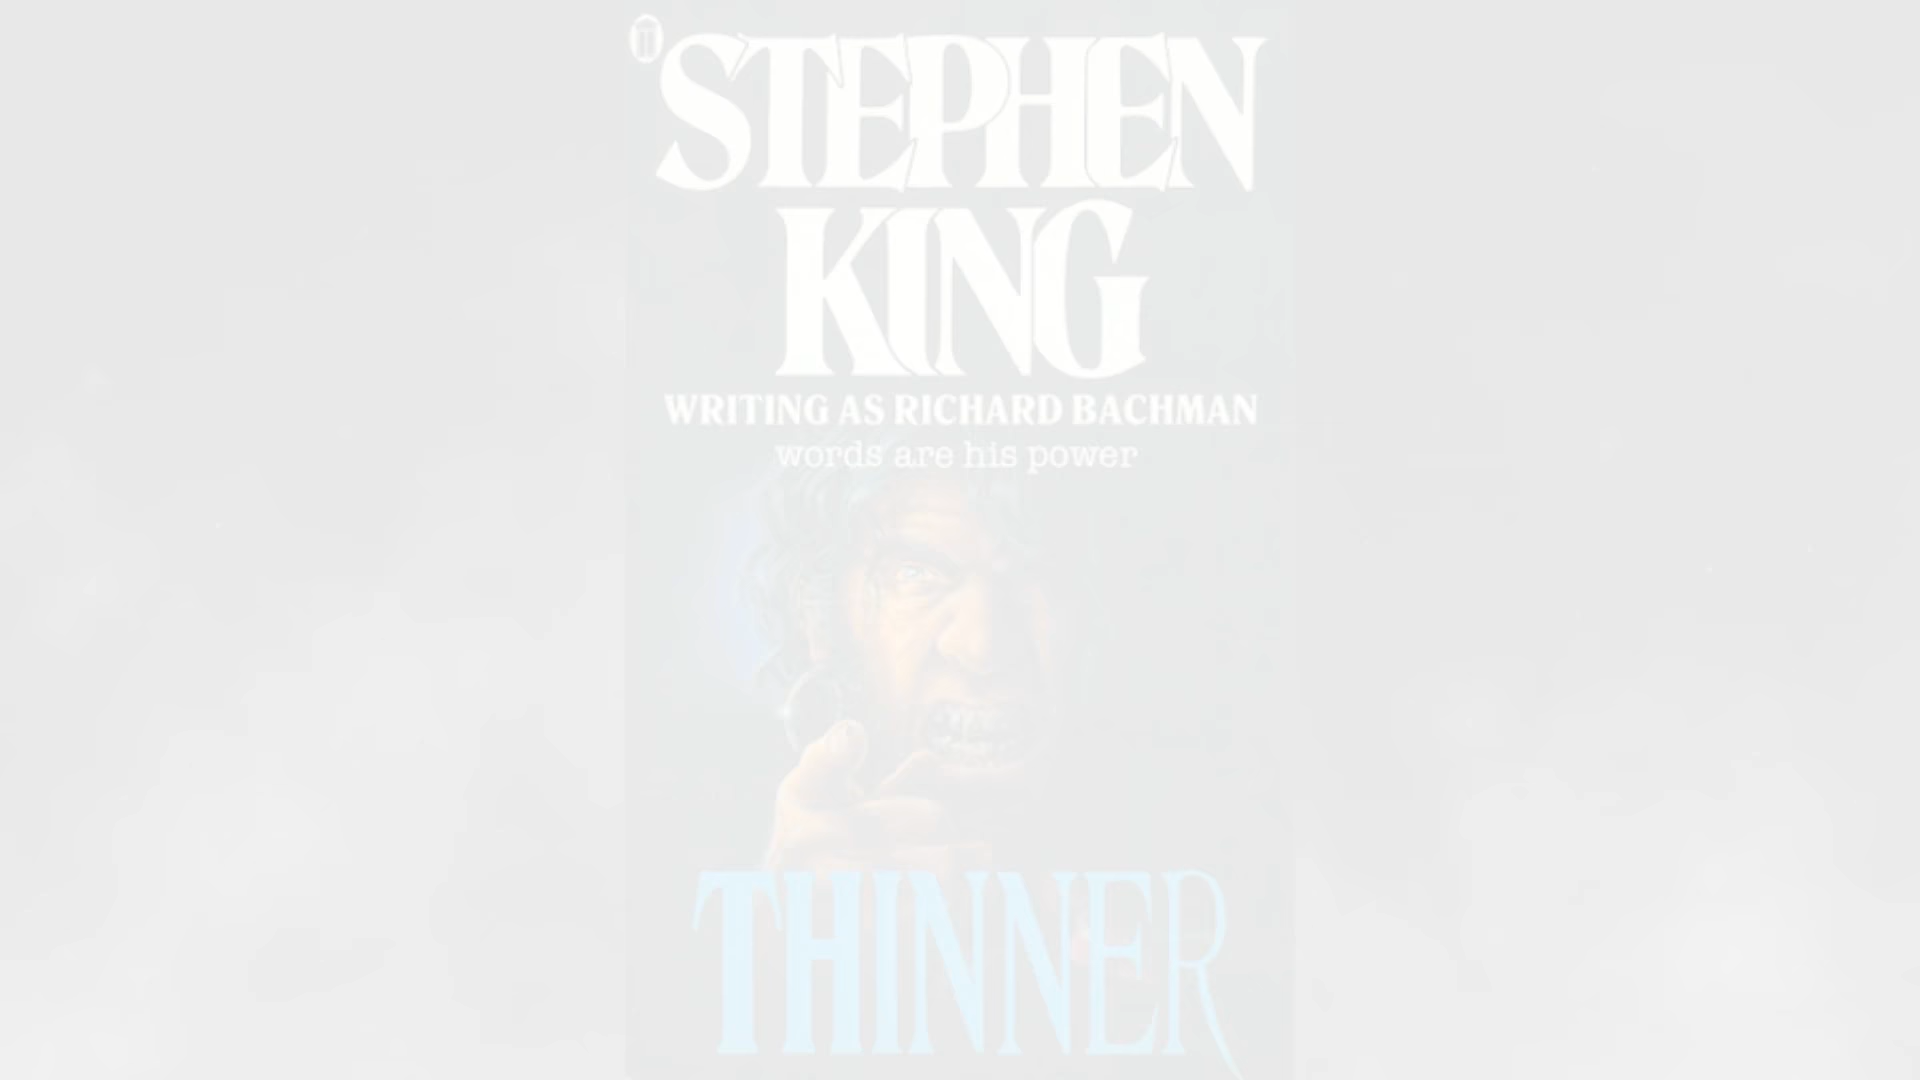 STEPHEN
KING
WRITING AS RICHARD BACHMAN
words are his power
THINNER